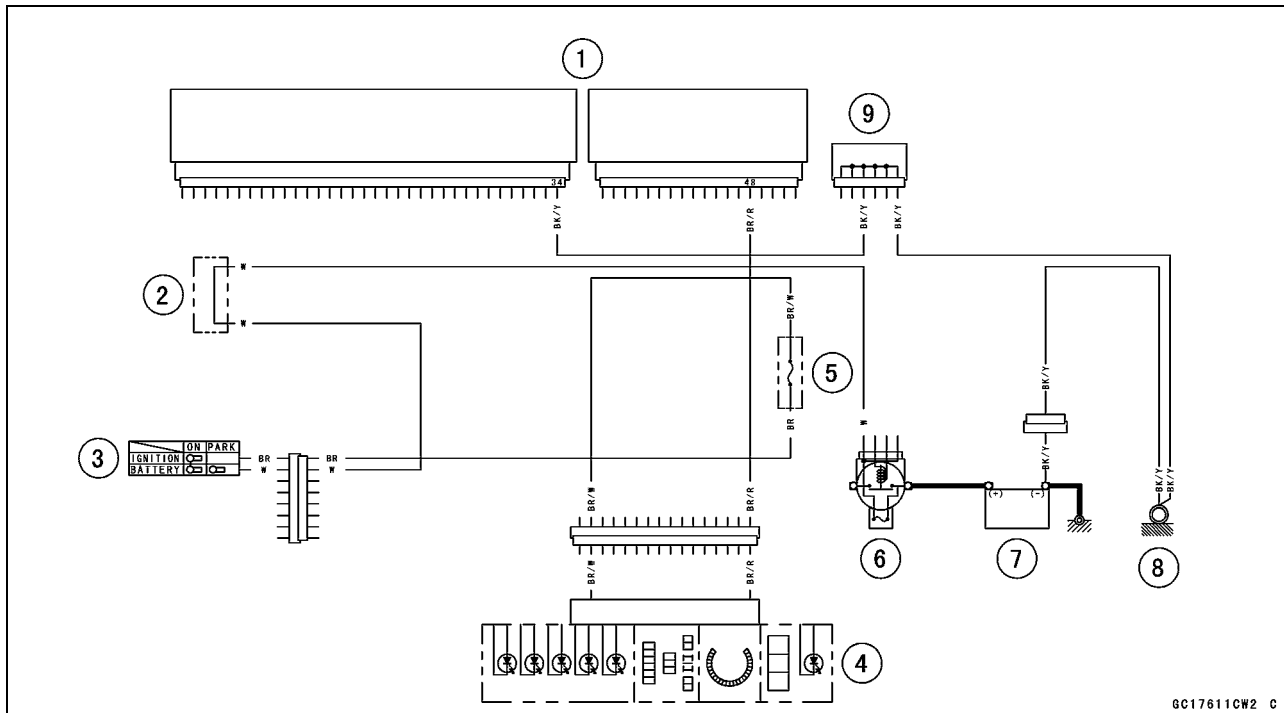 1
9
34
48
BK/Y
BR/R
BK/Y
BK/Y
2
W
W
BR/W
5
BK/Y
BR
W
3
ON PARK
IGNITION
BATTERY
BR
W
BR
W
BK/Y
BR/W
BR/R
BK/Y
BK/Y
(+)
(-)
6
7
8
BR/W
BR/R
4
GC17611CW2 C